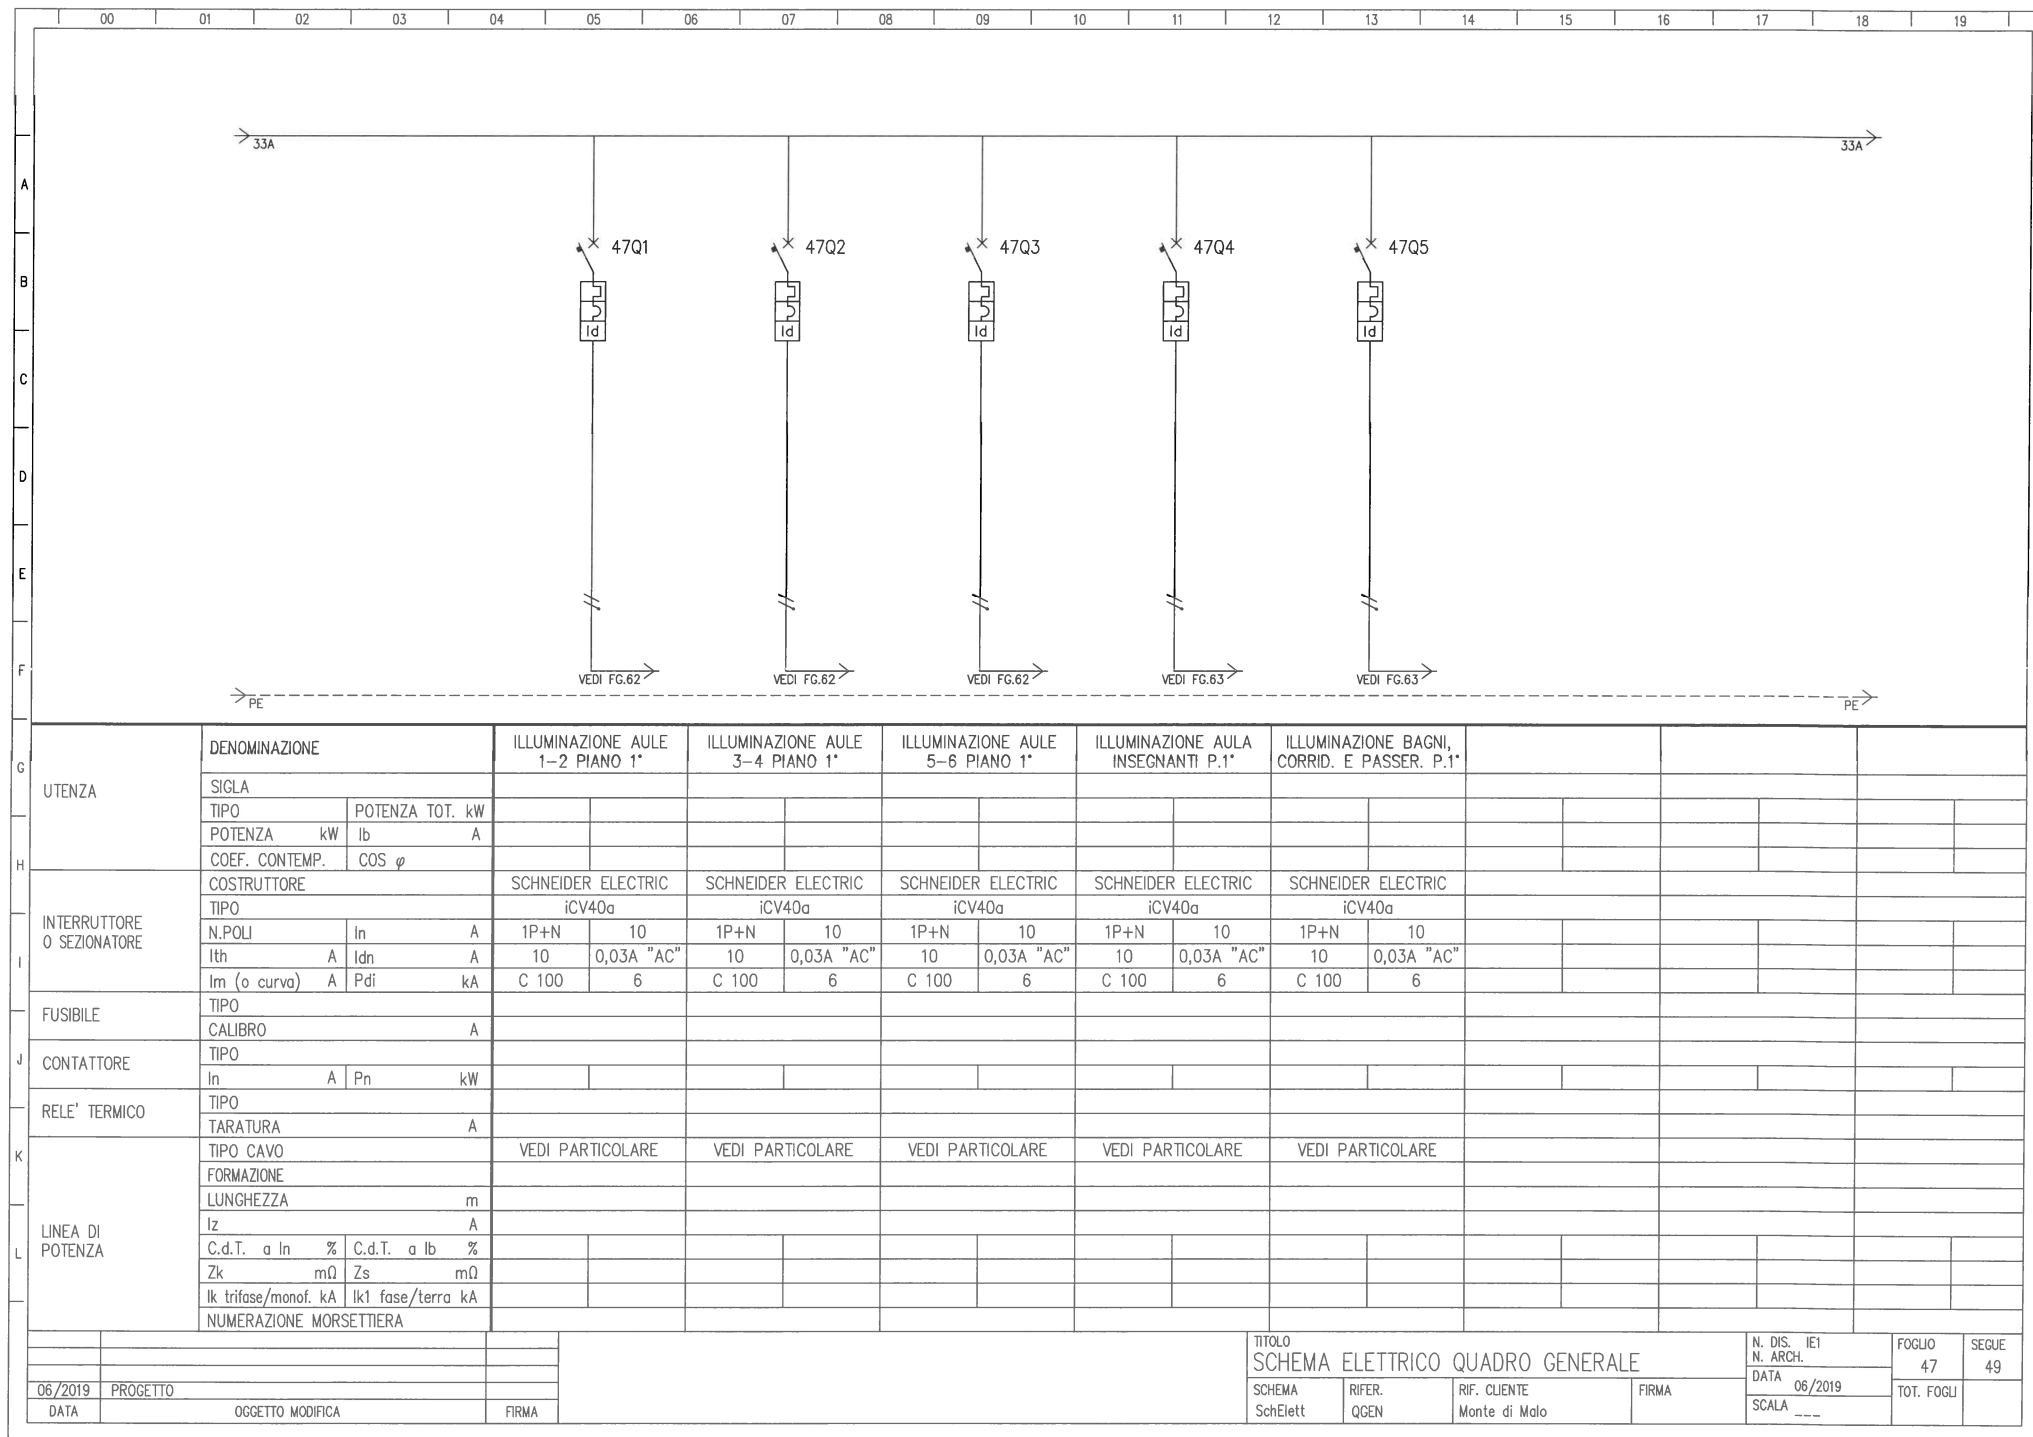 00 01 02 03 04 05 06 07 08 09 10 11 12 13 14 15 16 17 18 19
A
B
C
D
E
F
G
H
I
J
K
L
33A 33A
47Q1 47Q2 47Q3 47Q4 47Q5
Id Id Id Id Id
VEDI FG.62 VEDI FG.62 VEDI FG.62 VEDI FG.63 VEDI FG.63
PE PE
UTENZA
DENOMINAZIONE
ILLUMINAZIONE AULE
1-2 PIANO 1°
ILLUMINAZIONE AULE
3-4 PIANO 1°
ILLUMINAZIONE AULE
5-6 PIANO 1°
ILLUMINAZIONE AULA
INSEGNANTI P.1°
ILLUMINAZIONE BAGNI,
CORRID. E PASSER. P.1°
SIGLA
TIPO POTENZA TOT. kW
POTENZA kW Ib A
COEF. CONTEMP. COS φ
INTERRUTTORE
O SEZIONATORE
COSTRUTTORE SCHNEIDER ELECTRIC SCHNEIDER ELECTRIC SCHNEIDER ELECTRIC SCHNEIDER ELECTRIC SCHNEIDER ELECTRIC
TIPO iCV40a iCV40a iCV40a iCV40a iCV40a
N.POLI In A 1P+N 10 1P+N 10 1P+N 10 1P+N 10 1P+N 10
Ith A Idn A 10 0,03A "AC" 10 0,03A "AC" 10 0,03A "AC" 10 0,03A "AC" 10 0,03A "AC"
Im (o curva) A Pdi kA C 100 6 C 100 6 C 100 6 C 100 6 C 100 6
FUSIBILE
TIPO
CALIBRO A
CONTATTORE
TIPO
In A Pn kW
RELE' TERMICO
TIPO
TARATURA A
LINEA DI
POTENZA
TIPO CAVO VEDI PARTICOLARE VEDI PARTICOLARE VEDI PARTICOLARE VEDI PARTICOLARE VEDI PARTICOLARE
FORMAZIONE
LUNGHEZZA m
Iz A
C.d.T. a In % C.d.T. a Ib %
Zk mΩ Zs mΩ
Ik trifase/monof. kA Ik1 fase/terra kA
NUMERAZIONE MORSETTIERA
06/2019 PROGETTO
DATA OGGETTO MODIFICA FIRMA
TITOLO
SCHEMA ELETTRICO QUADRO GENERALE
SCHEMA
SchElett
RIFER.
QGEN
RIF. CLIENTE
Monte di Malo
FIRMA
N. DIS. IE1
N. ARCH.
DATA
06/2019
SCALA ---
FOGLIO
47
SEGUE
49
TOT. FOGLI